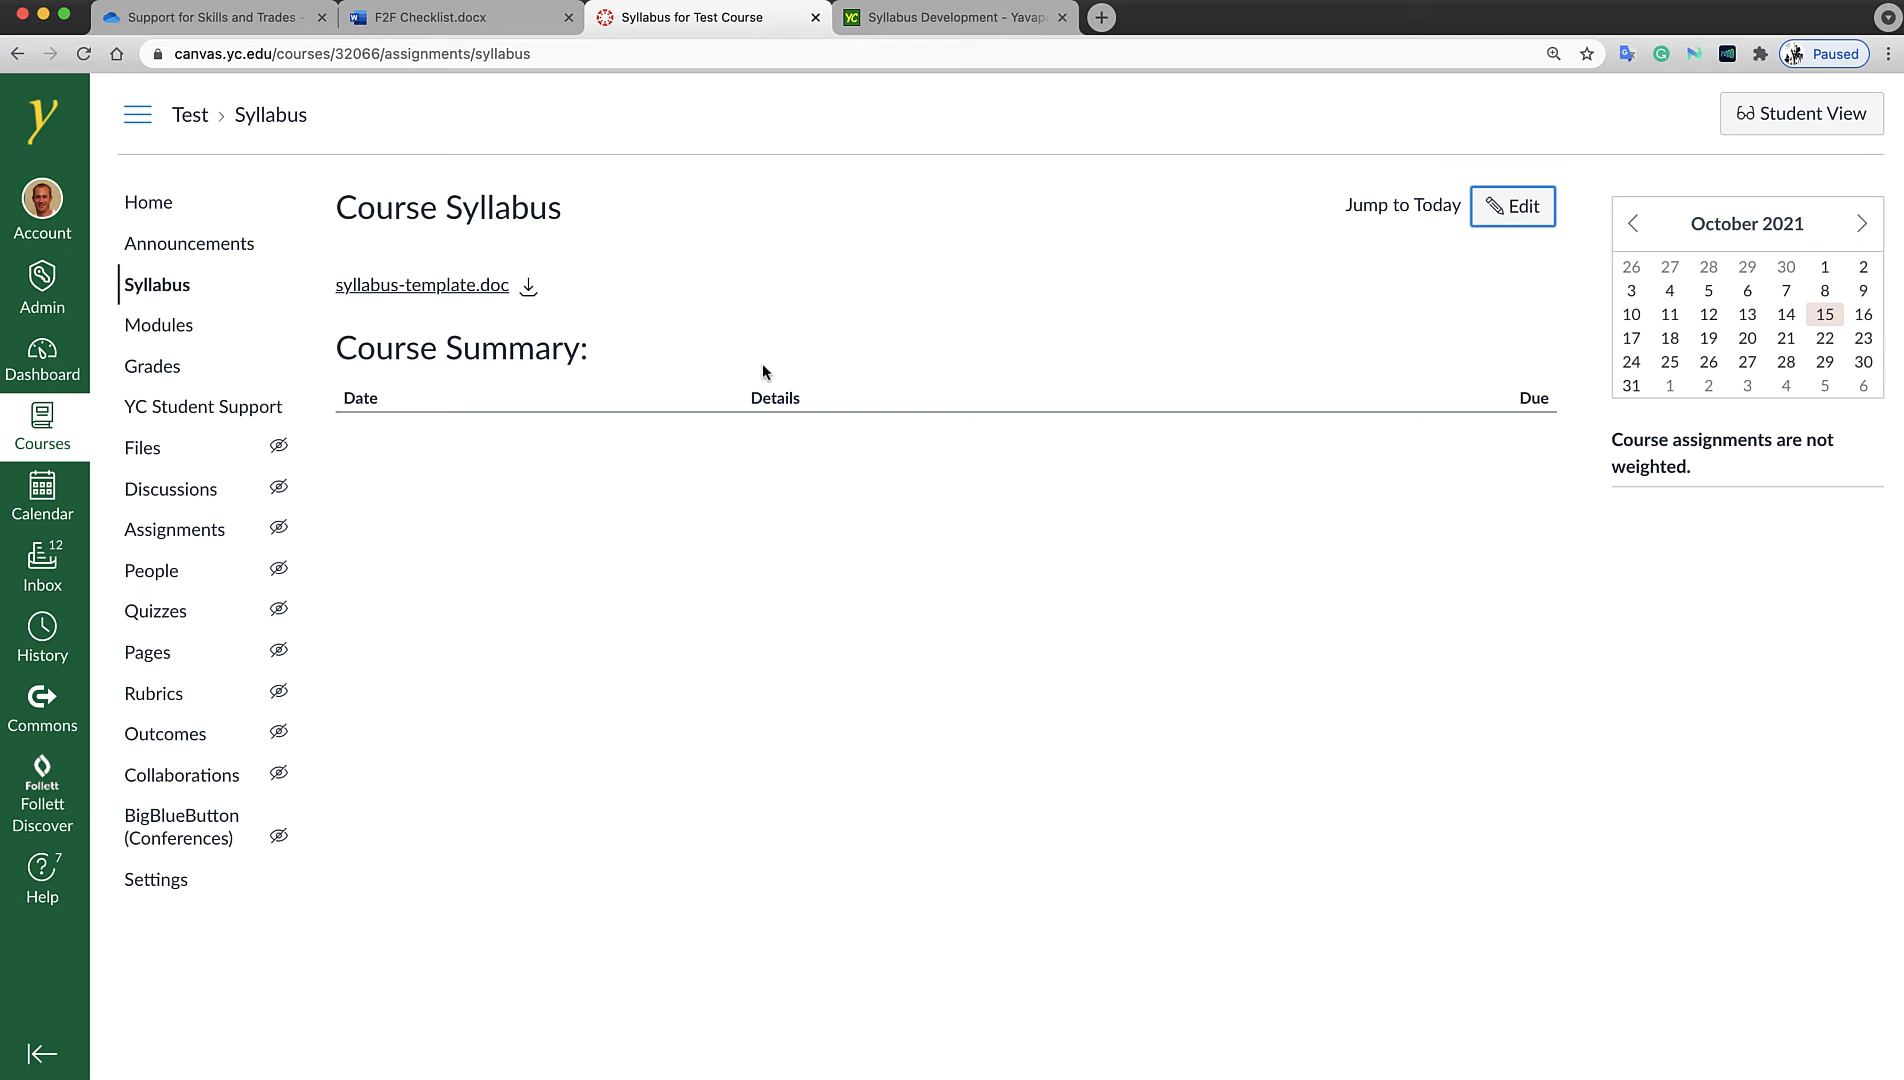 Support for Skills and Trades -
F2F Checklist.docx
Syllabus for Test Course
YC
Syllabus Development - Yavap
canvas.yc.edu/courses/32066/assignments/syllabus
Paused
y
Account
Admin
Dashboard
Courses
Calendar
12
Inbox
History
Commons
Follett
Follett
Discover
7
Help
Test › Syllabus
Student View
Home
Announcements
Syllabus
Modules
Grades
YC Student Support
Files
Discussions
Assignments
People
Quizzes
Pages
Rubrics
Outcomes
Collaborations
BigBlueButton
(Conferences)
Settings
Course Syllabus
Jump to Today
Edit
syllabus-template.doc
Course Summary:
Date Details Due
October 2021
26 27 28 29 30 1 2
3 4 5 6 7 8 9
10 11 12 13 14 15 16
17 18 19 20 21 22 23
24 25 26 27 28 29 30
31 1 2 3 4 5 6
Course assignments are not
weighted.